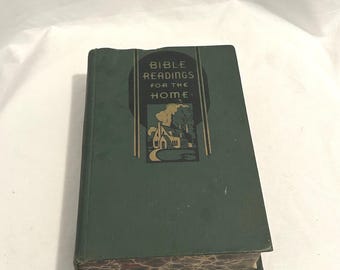 BIBLE
READINGS
FOR THE
HOME